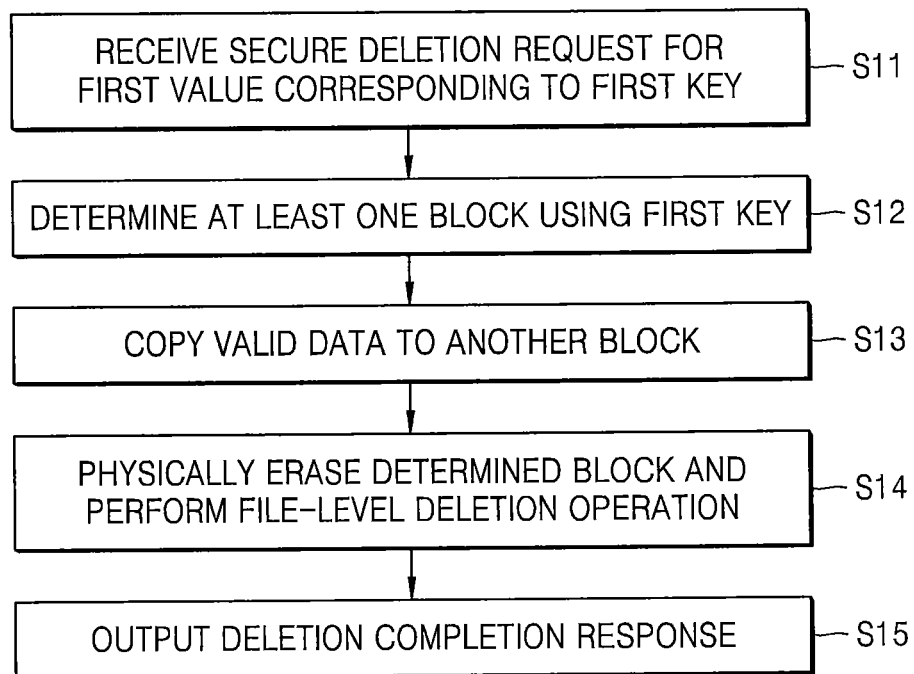 RECEIVE SECURE DELETION REQUEST FOR
FIRST VALUE CORRESPONDING TO FIRST KEY
S11
DETERMINE AT LEAST ONE BLOCK USING FIRST KEY
S12
COPY VALID DATA TO ANOTHER BLOCK
S13
PHYSICALLY ERASE DETERMINED BLOCK AND
PERFORM FILE-LEVEL DELETION OPERATION
S14
OUTPUT DELETION COMPLETION RESPONSE
S15